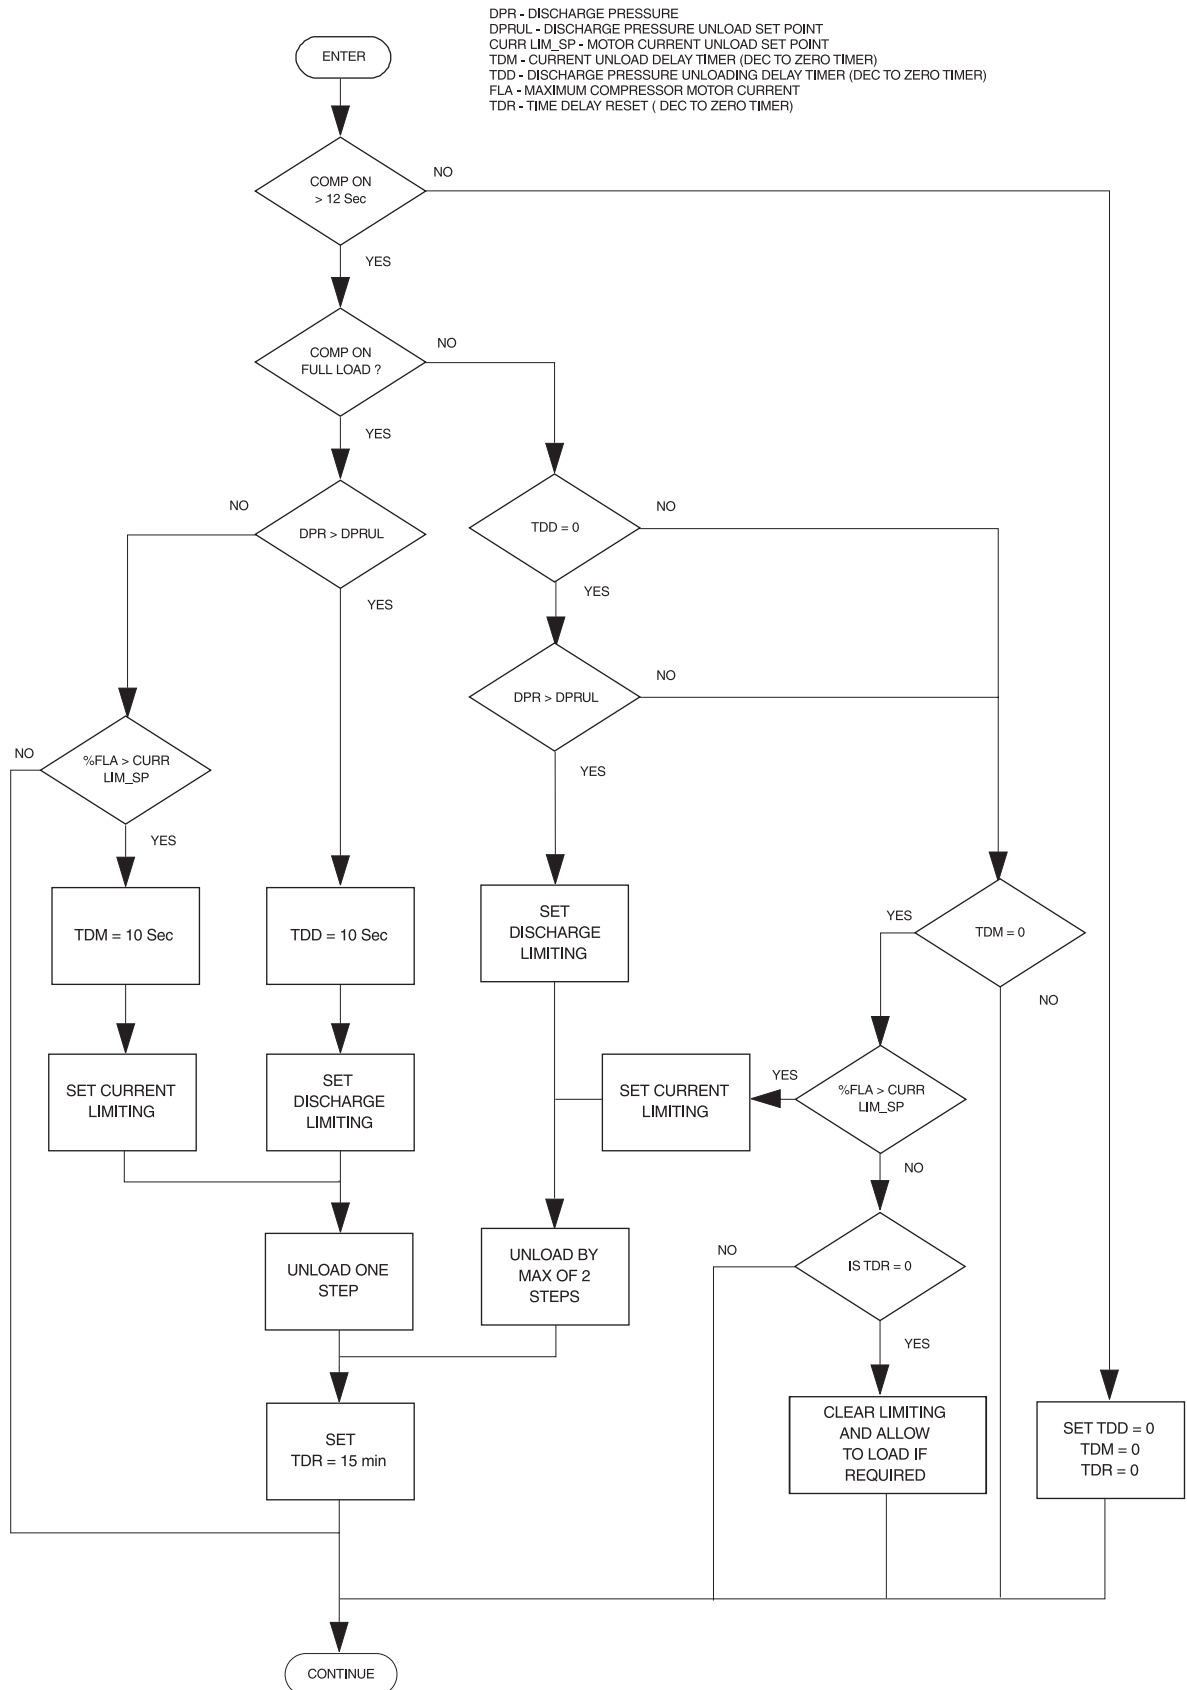 DPR - DISCHARGE PRESSURE
DPRUL - DISCHARGE PRESSURE UNLOAD SET POINT
CURR LIM_SP - MOTOR CURRENT UNLOAD SET POINT
TDM - CURRENT UNLOAD DELAY TIMER (DEC TO ZERO TIMER)
TDD - DISCHARGE PRESSURE UNLOADING DELAY TIMER (DEC TO ZERO TIMER)
FLA - MAXIMUM COMPRESSOR MOTOR CURRENT
TDR - TIME DELAY RESET ( DEC TO ZERO TIMER)
ENTER
COMP ON
> 12 Sec
NO
YES
COMP ON
FULL LOAD ?
NO
YES
DPR > DPRUL
NO
YES
TDD = 0
NO
YES
DPR > DPRUL
NO
YES
%FLA > CURR
LIM_SP
NO
YES
TDM = 10 Sec
TDD = 10 Sec
SET
DISCHARGE
LIMITING
TDM = 0
YES
NO
SET CURRENT
LIMITING
SET
DISCHARGE
LIMITING
SET CURRENT
LIMITING
YES
%FLA > CURR
LIM_SP
NO
UNLOAD ONE
STEP
UNLOAD BY
MAX OF 2
STEPS
NO
IS TDR = 0
YES
SET
TDR = 15 min
CLEAR LIMITING
AND ALLOW
TO LOAD IF
REQUIRED
SET TDD = 0
TDM = 0
TDR = 0
CONTINUE